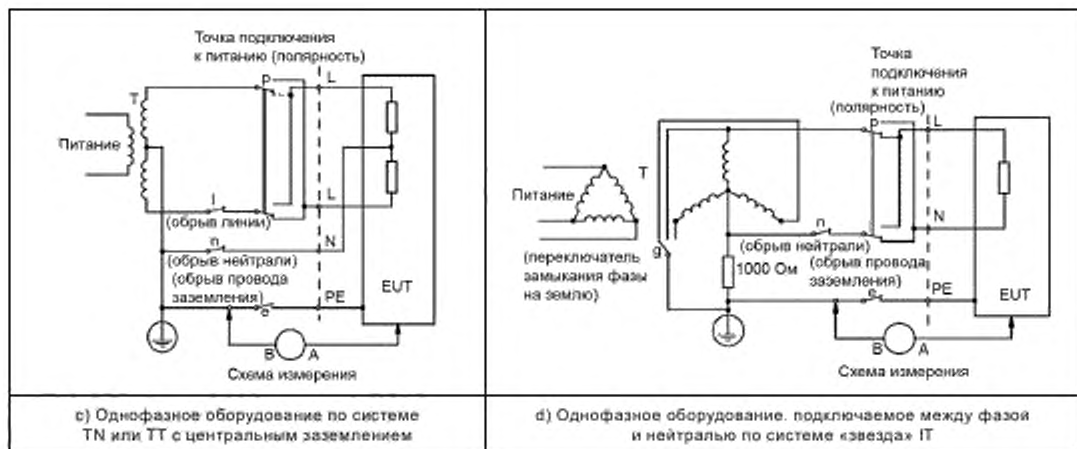 Точка подключения
к питанию (полярность)
p
L
T
Питание
l
L
(обрыв линии)
n
N
(обрыв нейтрали)
(обрыв провода
заземления)
e
PE
EUT
B
A
Схема измерения
c) Однофазное оборудование по системе
TN или TT с центральным заземлением
Точка
подключения
к питанию
(полярность)
p
L
T
Питание
N
n
g
(обрыв нейтрали)
(переключатель
замыкания фазы
на землю)
1000 Ом
(обрыв провода
заземления)
e
PE
EUT
B
A
Схема измерения
d) Однофазное оборудование. подключаемое между фазой
и нейтралью по системе «звезда» IT